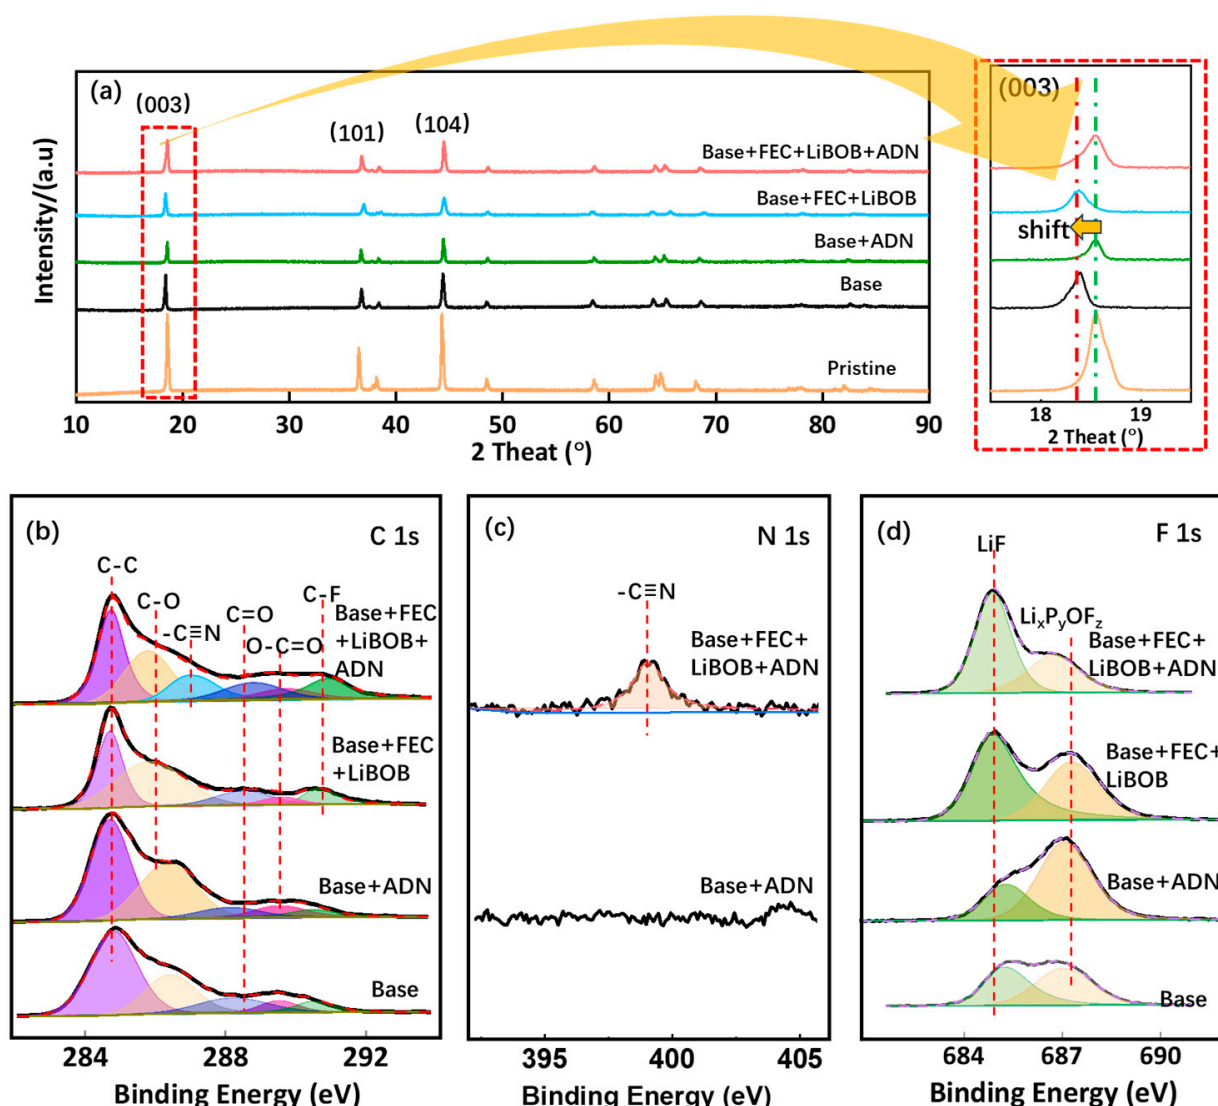 (a)
(003)
(101)
(104)
Base+FEC+LiBOB+ADN
Base+FEC+LiBOB
Base+ADN
Base
Pristine
Intensity/(a.u)
10 20 30 40 50 60 70 80 90
2 Theat (°)
(003)
shift
18 19
2 Theat (°)
(b)
C 1s
C-C
C-O
-C≡N
C=O
O-C=O
C-F
Base+FEC
+LiBOB+
ADN
Base+FEC
+LiBOB
Base+ADN
Base
284 288 292
Binding Energy (eV)
(c)
N 1s
-C≡N
Base+FEC+
LiBOB+ADN
Base+ADN
395 400 405
Binding Energy (eV)
(d)
F 1s
LiF
LixPyOFz
Base+FEC+
LiBOB+ADN
Base+FEC+
LiBOB
Base+ADN
Base
684 687 690
Binding Energy (eV)